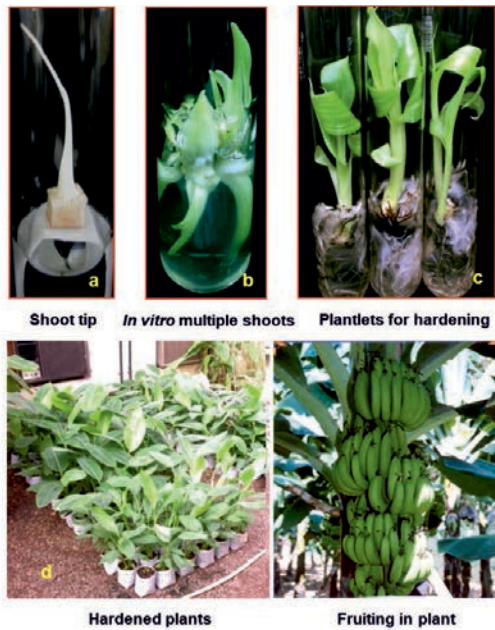 a
b
c
Shoot tip
In vitro multiple shoots
Plantlets for hardening
d
Hardened plants
Fruiting in plant